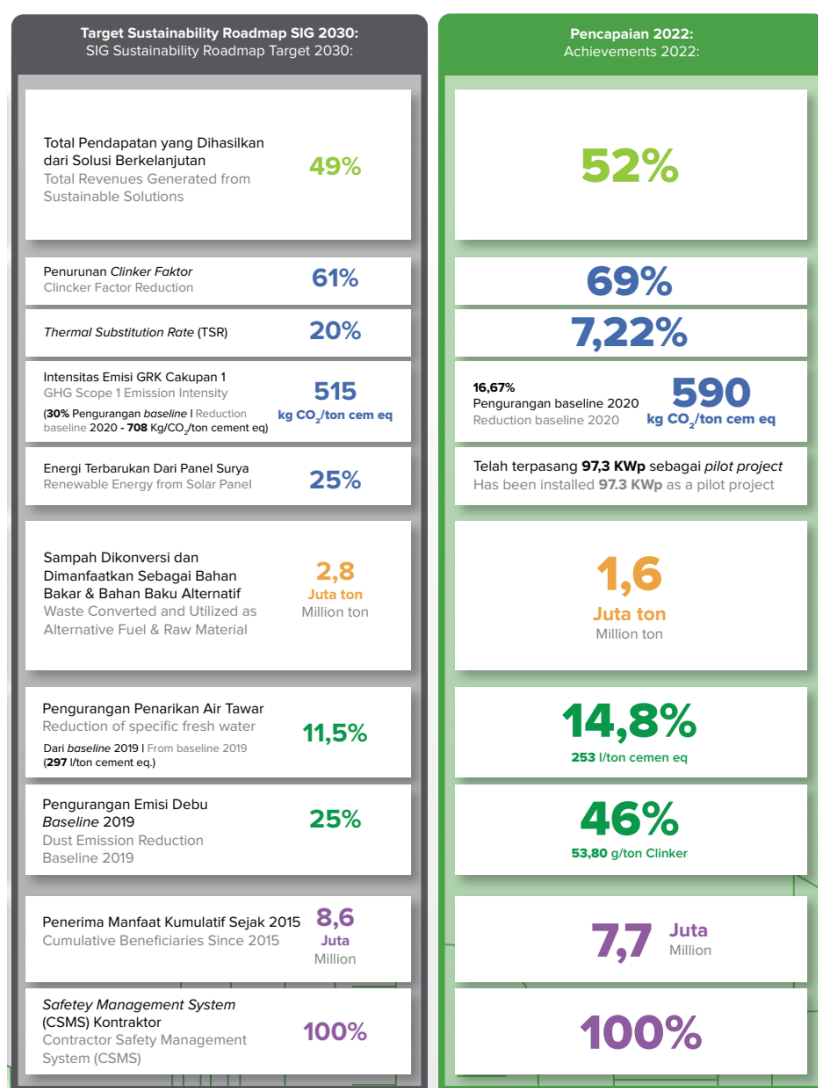 Target Sustainability Roadmap SIG 2030:
SIG Sustainability Roadmap Target 2030:
Pencapaian 2022:
Achievements 2022:
Total Pendapatan yang Dihasilkan
dari Solusi Berkelanjutan
Total Revenues Generated from
Sustainable Solutions
49%
52%
Penurunan Clinker Faktor
Clincker Factor Reduction
61%
69%
Thermal Substitution Rate (TSR)
20%
7,22%
Intensitas Emisi GRK Cakupan 1
GHG Scope 1 Emission Intensity
(30% Pengurangan baseline | Reduction
baseline 2020 - 708 Kg/CO₂/ton cement eq)
515
kg CO₂/ton cem eq
16,67%
Pengurangan baseline 2020
Reduction baseline 2020
590
kg CO₂/ton cem eq
Energi Terbarukan Dari Panel Surya
Renewable Energy from Solar Panel
25%
Telah terpasang 97,3 KWp sebagai pilot project
Has been installed 97.3 KWp as a pilot project
Sampah Dikonversi dan
Dimanfaatkan Sebagai Bahan
Bakar & Bahan Baku Alternatif
Waste Converted and Utilized as
Alternative Fuel & Raw Material
2,8
Juta ton
Million ton
1,6
Juta ton
Million ton
Pengurangan Penarikan Air Tawar
Reduction of specific fresh water
Dari baseline 2019 | From baseline 2019
(297 l/ton cement eq.)
11,5%
14,8%
253 l/ton cemen eq
Pengurangan Emisi Debu
Baseline 2019
Dust Emission Reduction
Baseline 2019
25%
46%
53,80 g/ton Clinker
Penerima Manfaat Kumulatif Sejak 2015
Cumulative Beneficiaries Since 2015
8,6
Juta
Million
7,7
Juta
Million
Safetey Management System
(CSMS) Kontraktor
Contractor Safety Management
System (CSMS)
100%
100%